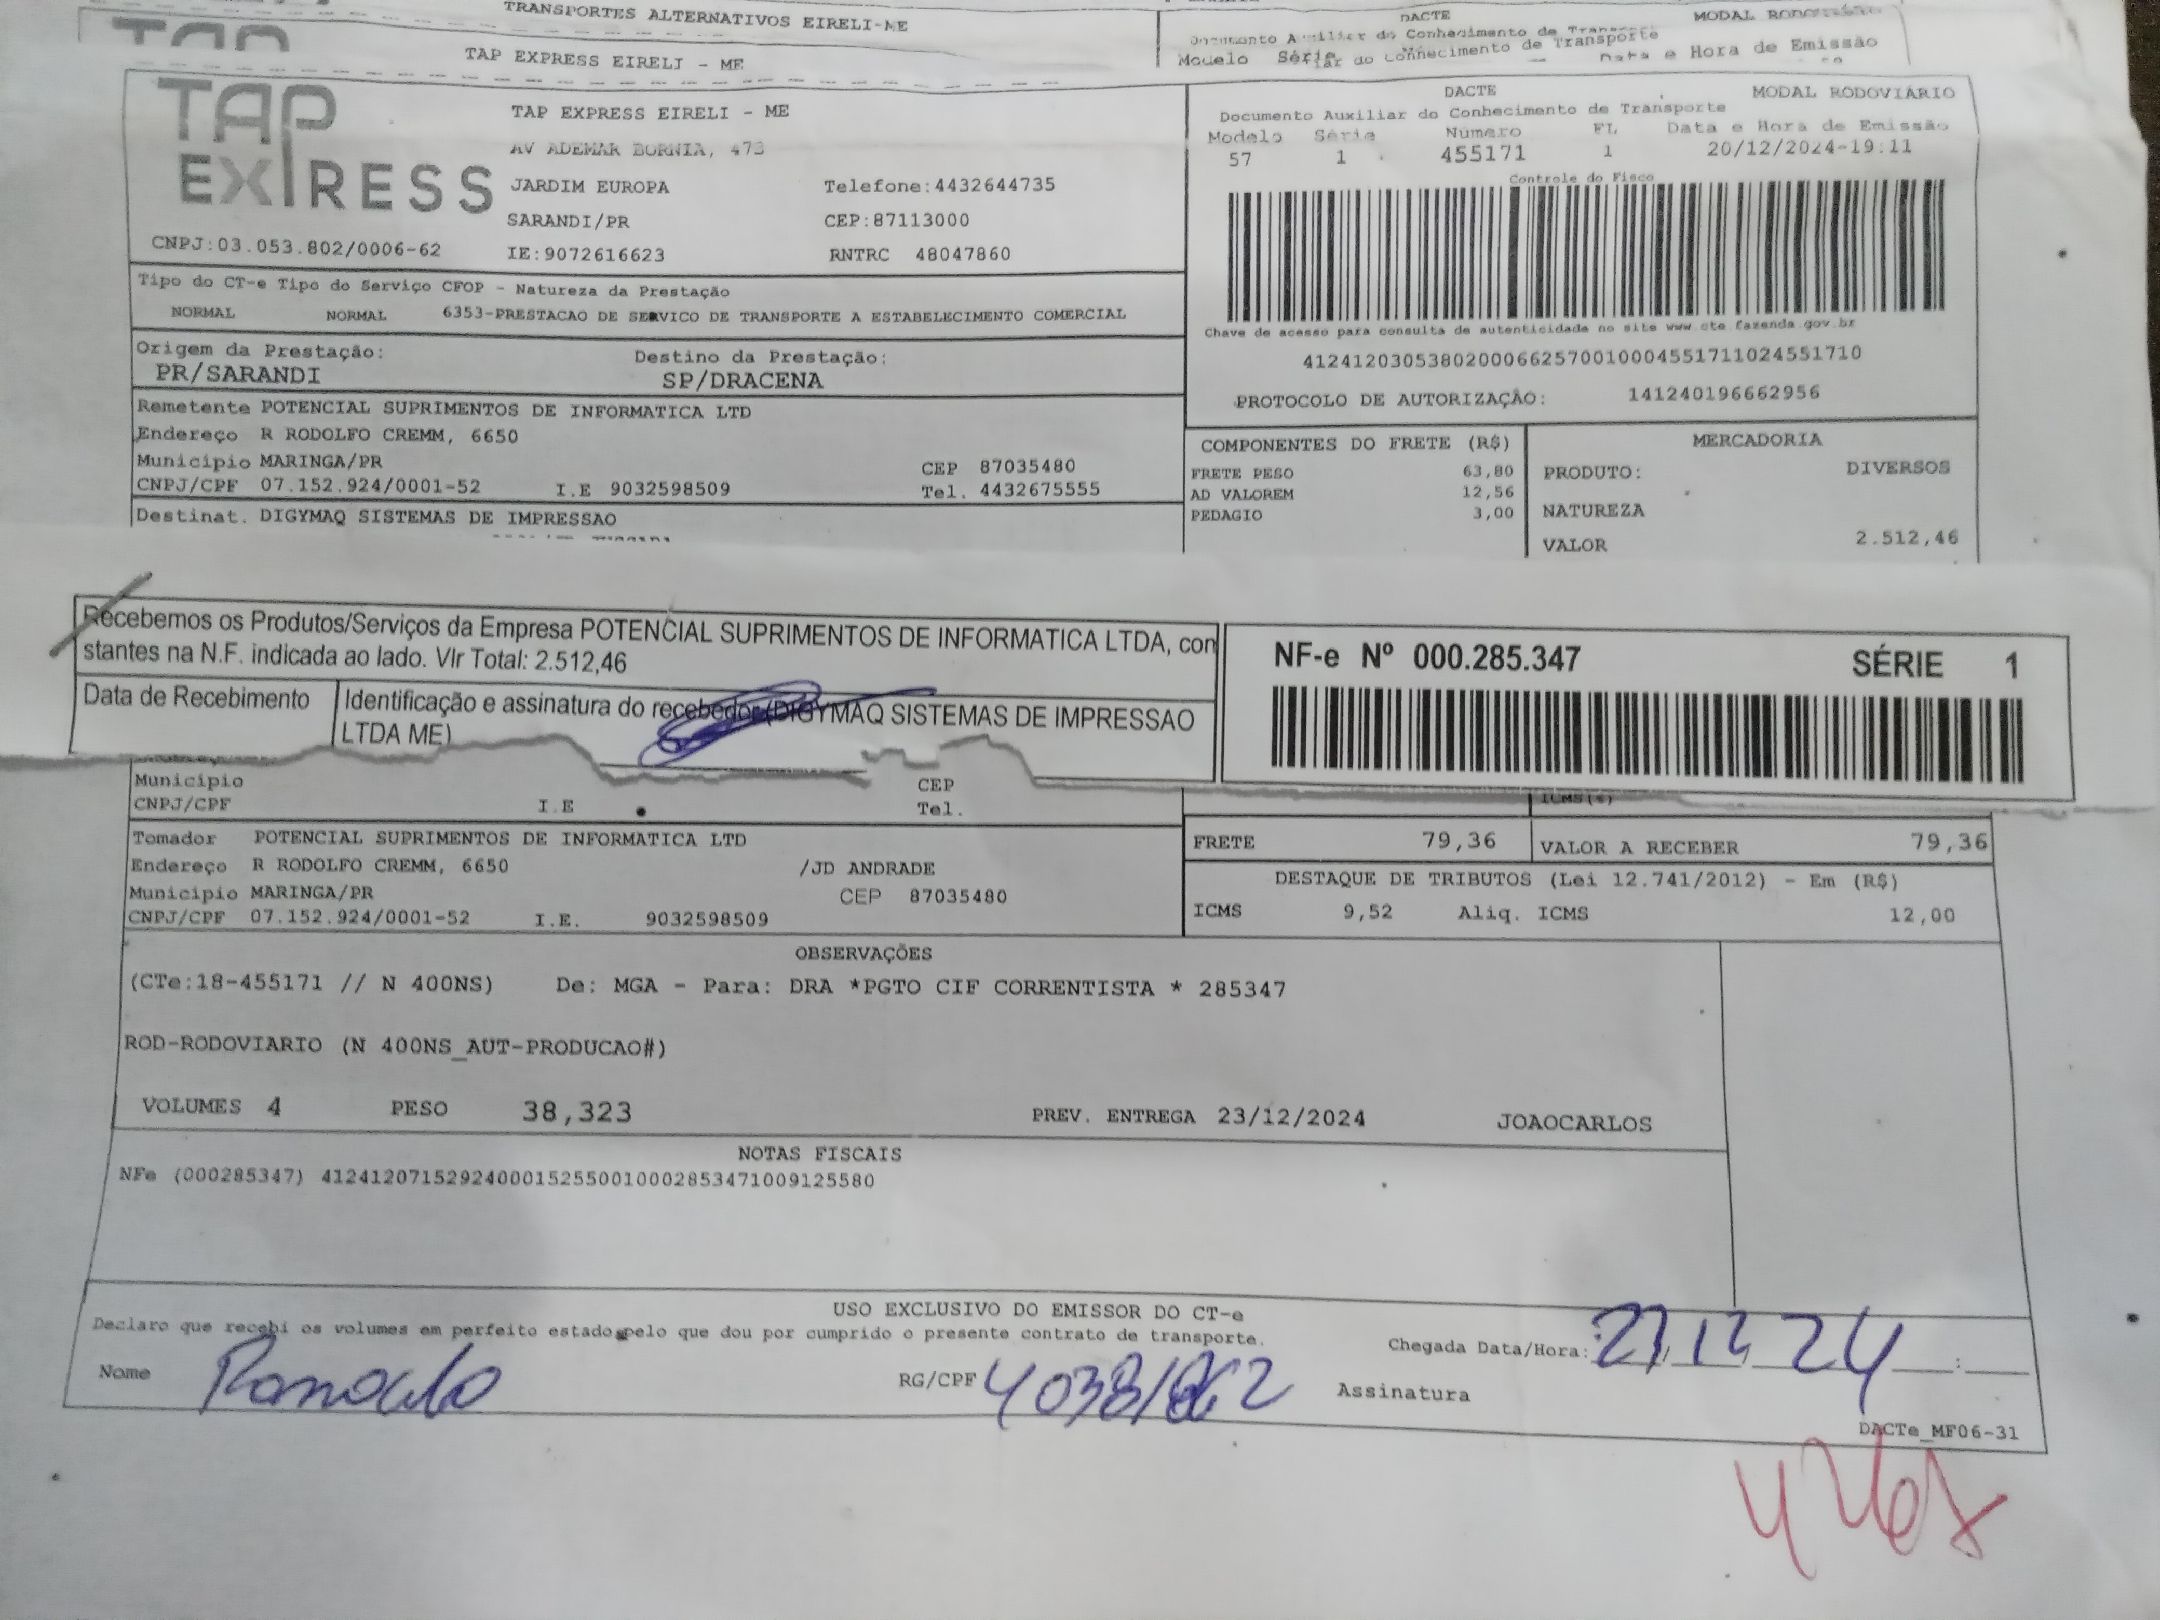 TRANSPORTES ALTERNATIVOS EIRELI-ME
DACTE MODAL
TAP EXPRESS EIRELI - ME
Modelo Série Data e Hora de Emissão
TAP EXPRESS
TAP EXPRESS EIRELI - ME
AV ADEMAR BORNIA, 473
JARDIM EUROPA Telefone:4432644735
SARANDI/PR CEP:87113000
CNPJ:03.053.802/0006-62 IE:9072616623 RNTRC 48047860
DACTE MODAL RODOVIÁRIO
Documento Auxiliar do Conhecimento de Transporte
Modelo Série Número FL Data e Hora de Emissão
57 1 455171 1 20/12/2024-19:11
Controle do Fisco
Chave de acesso para consulta de autenticidade no site www.cte.fazenda.gov.br
41241203053802000662570010004551711024551710
PROTOCOLO DE AUTORIZAÇÃO: 141240196662956
Tipo do CT-e Tipo do Serviço CFOP - Natureza da Prestação
NORMAL NORMAL 6353-PRESTACAO DE SERVICO DE TRANSPORTE A ESTABELECIMENTO COMERCIAL
Origem da Prestação: Destino da Prestação:
PR/SARANDI SP/DRACENA
Remetente POTENCIAL SUPRIMENTOS DE INFORMATICA LTD
Endereço R RODOLFO CREMM, 6650
Município MARINGA/PR CEP 87035480
CNPJ/CPF 07.152.924/0001-52 I.E 9032598509 Tel. 4432675555
Destinat. DIGYMAQ SISTEMAS DE IMPRESSAO
COMPONENTES DO FRETE (R$)
FRETE PESO 63,80
AD VALOREM 12,56
PEDAGIO 3,00
MERCADORIA
PRODUTO: DIVERSOS
NATUREZA
VALOR 2.512,46
Recebemos os Produtos/Serviços da Empresa POTENCIAL SUPRIMENTOS DE INFORMATICA LTDA, con
stantes na N.F. indicada ao lado. Vlr Total: 2.512,46
Data de Recebimento
Identificação e assinatura do recebedor (DIGYMAQ SISTEMAS DE IMPRESSAO
LTDA ME)
NF-e Nº 000.285.347 SÉRIE 1
Município CEP
CNPJ/CPF I.E Tel.
ICMS(%)
Tomador POTENCIAL SUPRIMENTOS DE INFORMATICA LTD
Endereço R RODOLFO CREMM, 6650 /JD ANDRADE
Município MARINGA/PR CEP 87035480
CNPJ/CPF 07.152.924/0001-52 I.E. 9032598509
FRETE 79,36 VALOR A RECEBER 79,36
DESTAQUE DE TRIBUTOS (Lei 12.741/2012) - Em (R$)
ICMS 9,52 Aliq. ICMS 12,00
OBSERVAÇÕES
(CTe:18-455171 // N 400NS) De: MGA - Para: DRA *PGTO CIF CORRENTISTA * 285347
ROD-RODOVIARIO (N 400NS_AUT-PRODUCAO#)
VOLUMES 4 PESO 38,323 PREV. ENTREGA 23/12/2024 JOAOCARLOS
NOTAS FISCAIS
NFe (000285347) 41241207152924000152550010002853471009125580
USO EXCLUSIVO DO EMISSOR DO CT-e
Declaro que recebi os volumes em perfeito estado pelo que dou por cumprido o presente contrato de transporte.
Chegada Data/Hora: 12 24
Nome RG/CPF Assinatura
DACTe_MF06-31